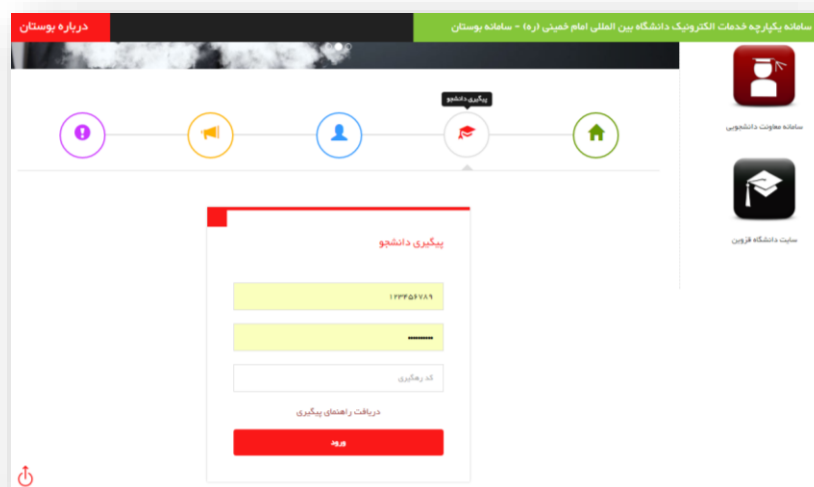 سامانه یکپارچه خدمات الکترونیک دانشگاه بین المللی امام خمینی (ره) - سامانه بوستان
درباره بوستان
سامانه معاونت دانشجویی
سایت دانشگاه قزوین
پیگیری دانشجو
پیگیری دانشجو
۱۲۳۴۵۶۷۸۹
کد رهگیری
دریافت راهنمای پیگیری
ورود